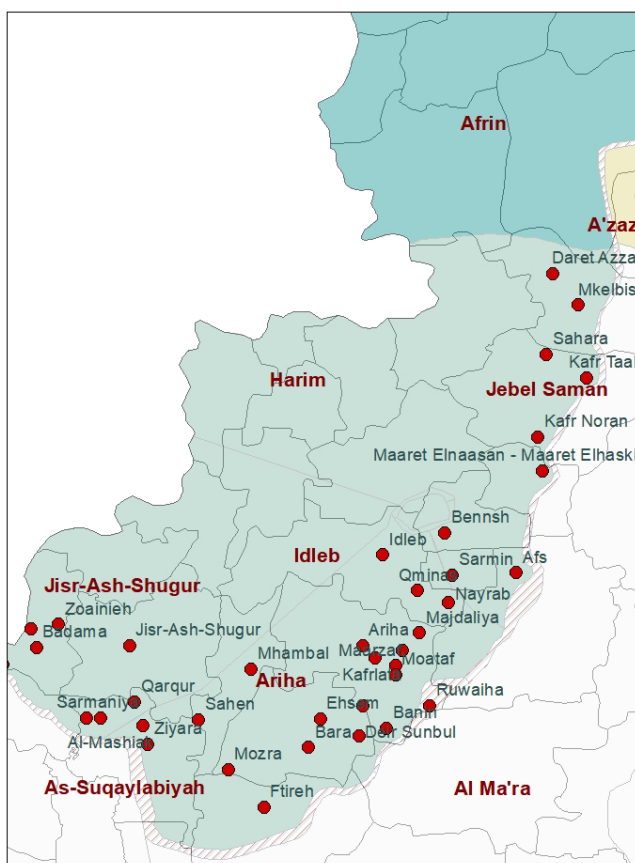 Afrin
A'zaz
Daret Azza
Mkelbis
Sahara
Kafr Taal
Harim
Jebel Saman
Kafr Noran
Maaret Elnaasan - Maaret Elhaski
Bennsh
Idleb
Idleb
Sarmin
Afs
Qminas
Nayrab
Jisr-Ash-Shugur
Zoainieh
Majdaliya
Badama
Jisr-Ash-Shugur
Ariha
Mhambal
Maarzaf
Moataf
Ariha
Kafrlata
Qarqur
Ruwaiha
Sarmaniya
Sahen
Ehsem
Banin
Ziyara
Bara
Deir Sunbul
Al-Mashiat
Mozra
As-Suqaylabiyah
Al Ma'ra
Ftireh